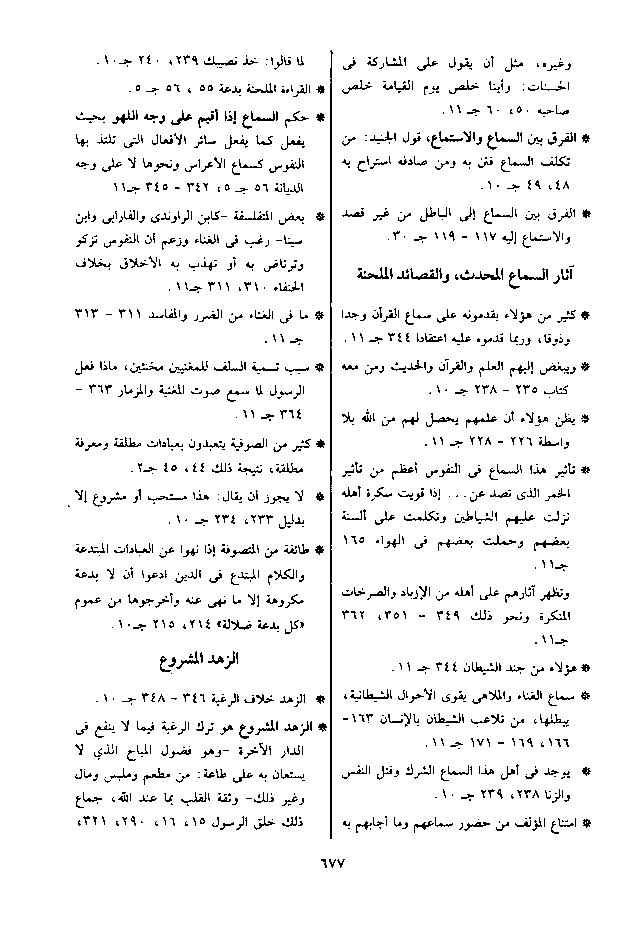 وغيره، مثل أن يقول على المشاركة فى
الحسنات: وأينا خلص يوم القيامة خلص
صاحبه ٥٠، ٦٠ جـ ١١.
* الفرق بين السماع والاستماع، قول الجنيد: من
تكلف السماع فتن به ومن صادفه استراح به
٤٨، ٤٩ جـ ١٠.
* الفرق بين السماع إلى الباطل من غير قصد
والاستماع إليه ١١٧ – ١١٩ جـ ٣٠.
آثار السماع المحدث، والقصائد الملحنة
* كثير من هؤلاء يقدمونه على سماع القرآن وجدا
وذوقا، وربما قدموه عليه اعتقادا ٣٤٤ جـ ١١.
* ويبغض إليهم العلم والقرآن والحديث ومن معه
كتاب ٢٣٥ – ٢٣٨ جـ ١٠.
* يظن هؤلاء أن علمهم يحصل لهم من الله بلا
واسطة ٢٢٦ – ٢٢٨ جـ ١١.
* تأثير هذا السماع فى النفوس أعظم من تأثير
الخمر الذى تصد عن... إذا قويت سكرة أهله
نزلت عليهم الشياطين وتكلمت على ألسنة
بعضهم وحملت بعضهم فى الهواء ١٦٥
جـ١١.
وتظهر آثارهم على أهله من الإزباد والصرخات
المنكرة ونحو ذلك ٣٤٩ – ٣٥١، ٣٦٢
جـ١١.
* هؤلاء من جند الشيطان ٣٤٤ جـ ١١.
* سماع الغناء والملاهى يقوى الأحوال الشيطانية،
يبطلها، من تلاعب الشيطان بالإنسان ١٦٣–
١٦٦، ١٦٩ – ١٧١ جـ ١١.
* يوجد فى أهل هذا السماع الشرك وقتل النفس
والزنا ٢٣٨، ٢٣٩ جـ ١٠.
* امتناع المؤلف من حضور سماعهم وما أجابهم به
لما قالوا: خذ نصيبك ٢٣٩، ٢٤٠ جـ ١٠.
* القراءة الملحنة بدعة ٥٥ ، ٥٦ جـ ٥.
* حكم السماع إذا أقيم على وجه اللهو بحيث
يفعل كما يفعل سائر الأفعال التى تلتذ بها
النفوس كسماع الأعراس ونحوها لا على وجه
الديانة ٥٦ جـ ٥، ٣٤٢ – ٣٤٥ جـ١١
* بعض المتفلسفة –كابن الراوندى والفارابى وابن
سينا– رغب فى الغناء وزعم أن النفوس تزكو
وترتاض به أو تهذب به الأخلاق بخلاف
الحنفاء ٣١٠، ٣١١ جـ١١.
* ما فى الغناء من الضرر والمفاسد ٣١١ – ٣١٣
جـ ١١.
* سبب تسمية السلف للمغنيين مخنثين، ماذا فعل
الرسول لما سمع صوت المغنية والمزمار ٣٦٣ –
٣٦٤ جـ ١١.
* كثير من الصوفية يتعبدون بعبادات مطلقة ومعرفة
مطلقة، نتيجة ذلك ٤٤، ٤٥ جـ٢.
* لا يجوز أن يقال: هذا مستحب أو مشروع إلا
بدليل ٢٣٣، ٢٣٤ جـ ١٠.
* طائفة من المتصوفة إذا نهوا عن العبادات المبتدعة
والكلام المبتدع فى الدين ادعوا أن لا بدعة
مكروهة إلا ما نهى عنه وأخرجوها من عموم
«كل بدعة ضلالة» ٢١٤، ٢١٥ جـ١٠.
الزهد المشروع
* الزهد خلاف الرغبة ٣٤٦ – ٣٤٨ جـ ١٠.
* الزهد المشروع هو ترك الرغبة فيما لا ينفع فى
الدار الآخرة –وهو فضول المباح الذي لا
يستعان به على طاعة: من مطعم وملبس ومال
وغير ذلك– وثقة القلب بما عند الله، جماع
ذلك خلق الرسول ١٥، ١٦، ٢٩٠، ٣٢١،
٦٧٧